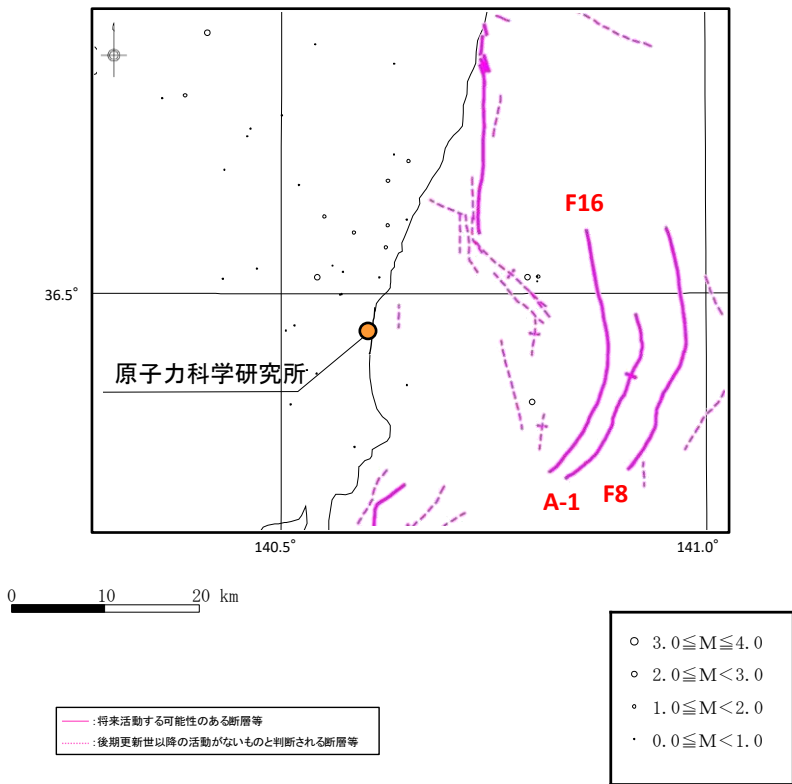 F16
36.5°
原子力科学研究所
A-1
F8
140.5°
141.0°
0 10 20 km
3.0≦M≦4.0
2.0≦M<3.0
1.0≦M<2.0
0.0≦M<1.0
:将来活動する可能性のある断層等
:後期更新世以降の活動がないものと判断される断層等